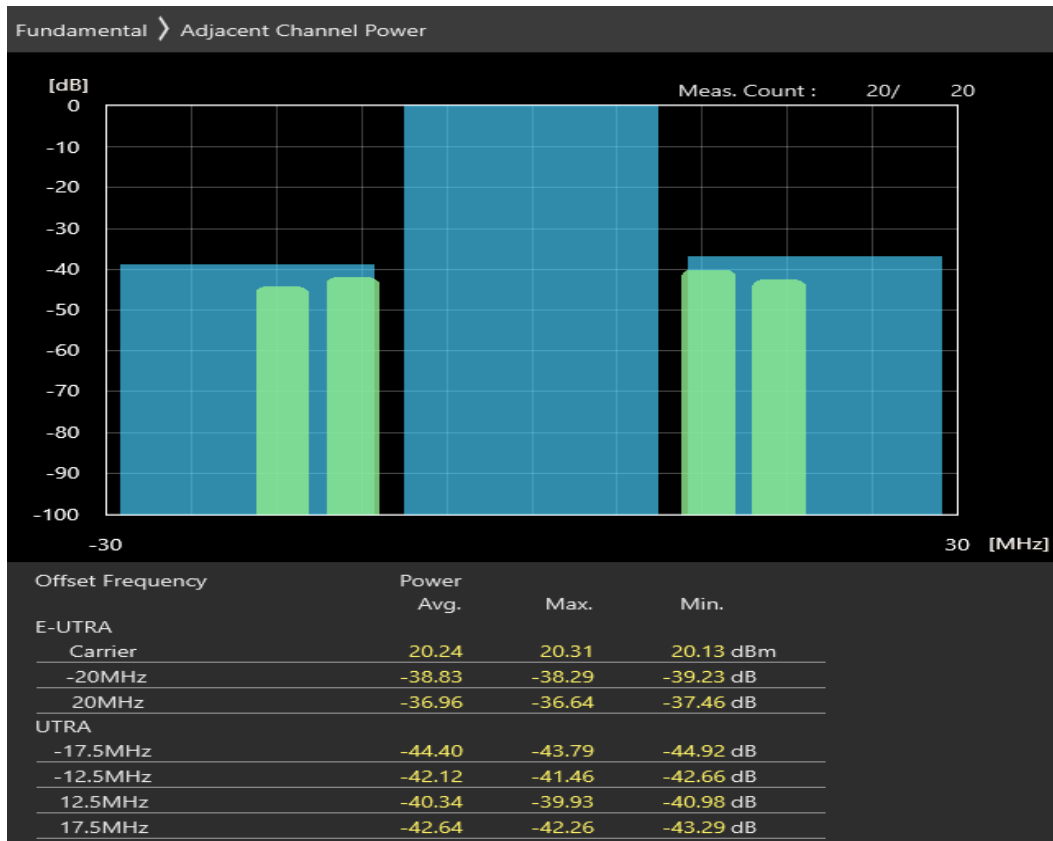 Fundamental 〉 Adjacent Channel Power
[dB]
Meas. Count : 20/ 20
0
-10
-20
-30
-40
-50
-60
-70
-80
-90
-100
-30 30 [MHz]
Offset Frequency Power
Avg. Max. Min.
E-UTRA
Carrier 20.24 20.31 20.13 dBm
-20MHz -38.83 -38.29 -39.23 dB
20MHz -36.96 -36.64 -37.46 dB
UTRA
-17.5MHz -44.40 -43.79 -44.92 dB
-12.5MHz -42.12 -41.46 -42.66 dB
12.5MHz -40.34 -39.93 -40.98 dB
17.5MHz -42.64 -42.26 -43.29 dB